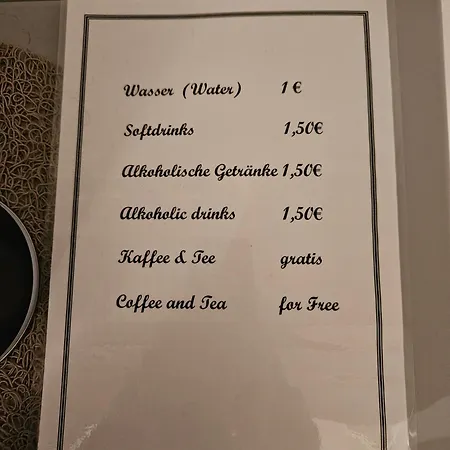 Wasser (Water) 1 €
Softdrinks 1,50€
Alkoholische Getränke 1,50€
Alkoholic drinks 1,50€
Kaffee & Tee gratis
Coffee and Tea for Free